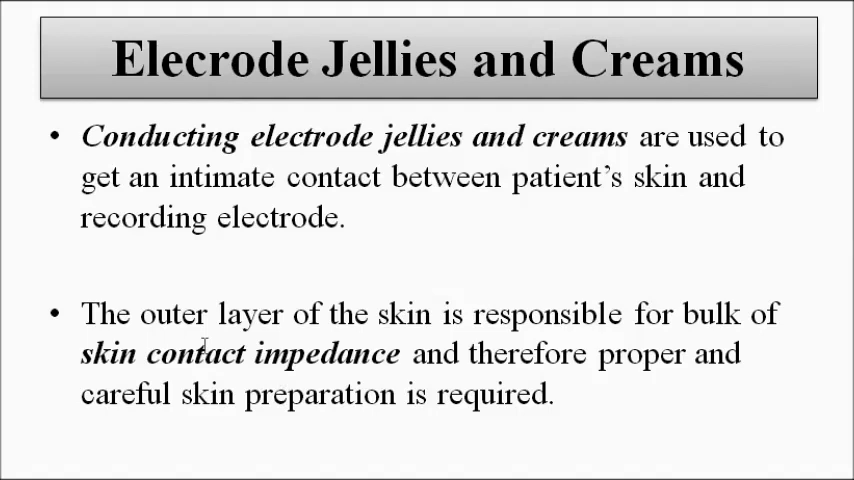 Elecrode Jellies and Creams
• Conducting electrode jellies and creams are used to
get an intimate contact between patient’s skin and
recording electrode.
• The outer layer of the skin is responsible for bulk of
skin contact impedance and therefore proper and
careful skin preparation is required.